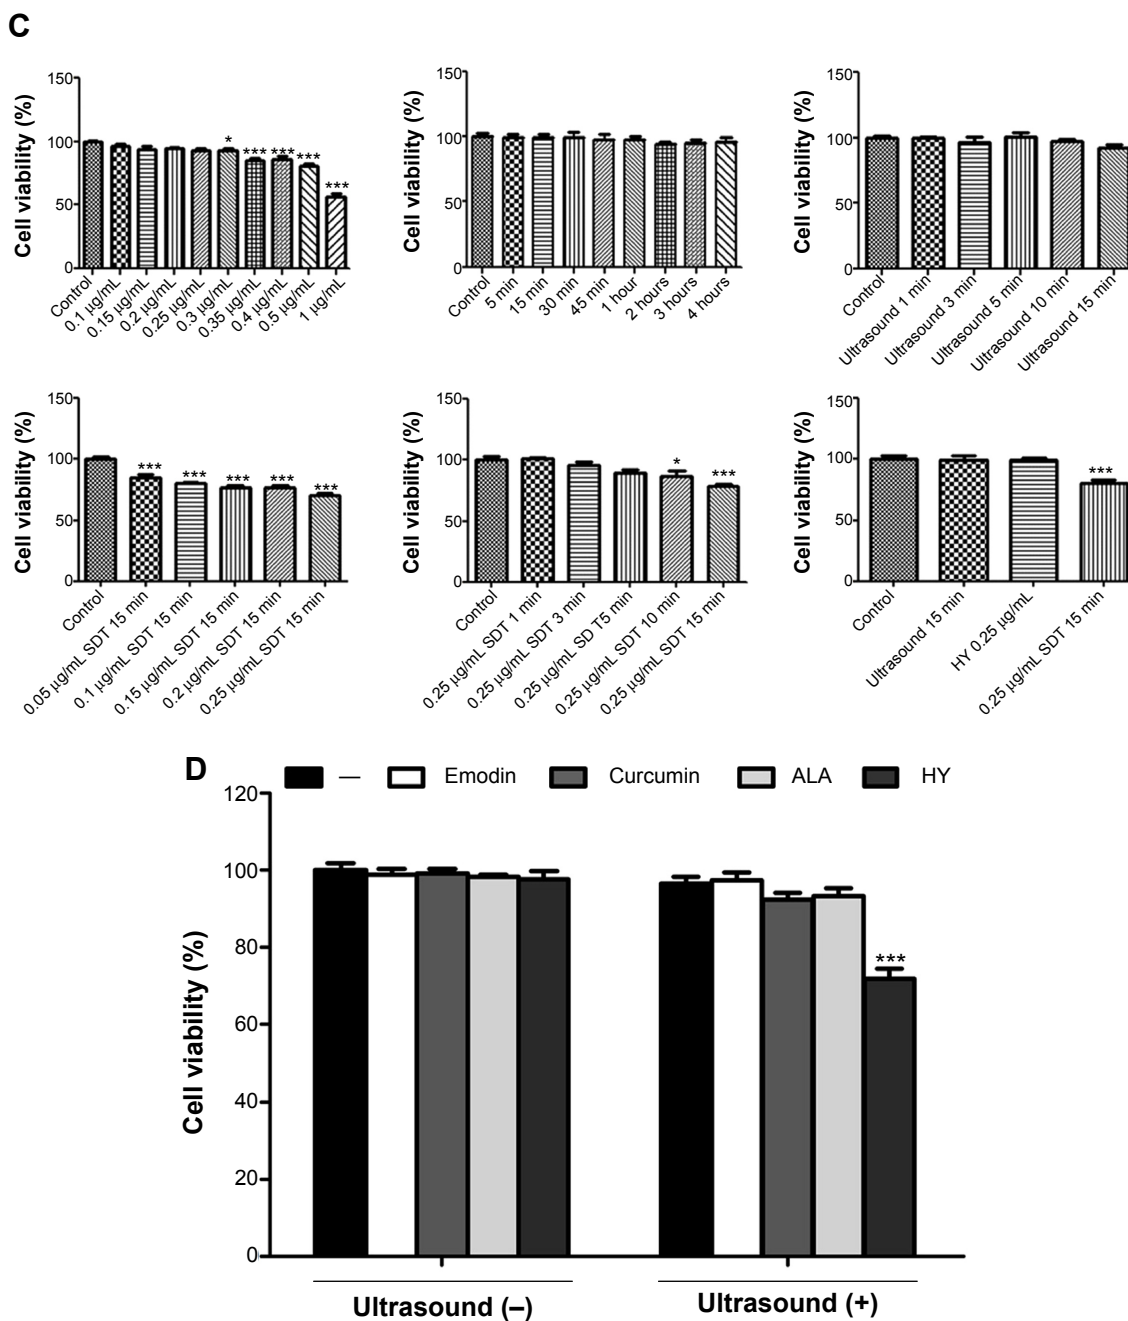 C
Cell viability (%)
150
100
50
0
* *** *** *** ***
Control
0.1 µg/mL
0.15 µg/mL
0.2 µg/mL
0.25 µg/mL
0.3 µg/mL
0.35 µg/mL
0.4 µg/mL
0.5 µg/mL
1 µg/mL
Cell viability (%)
150
100
50
0
Control
5 min
15 min
30 min
45 min
1 hour
2 hours
3 hours
4 hours
Cell viability (%)
150
100
50
0
Control
Ultrasound 1 min
Ultrasound 3 min
Ultrasound 5 min
Ultrasound 10 min
Ultrasound 15 min
Cell viability (%)
150
100
50
0
*** *** *** *** ***
Control
0.05 µg/mL SDT 15 min
0.1 µg/mL SDT 15 min
0.15 µg/mL SDT 15 min
0.2 µg/mL SDT 15 min
0.25 µg/mL SDT 15 min
Cell viability (%)
150
100
50
0
* ***
Control
0.25 µg/mL SDT 1 min
0.25 µg/mL SDT 3 min
0.25 µg/mL SD T5 min
0.25 µg/mL SDT 10 min
0.25 µg/mL SDT 15 min
Cell viability (%)
150
100
50
0
***
Control
Ultrasound 15 min
HY 0.25 µg/mL
0.25 µg/mL SDT 15 min
D
— Emodin Curcumin ALA HY
Cell viability (%)
120
100
80
60
40
20
0
***
Ultrasound (–) Ultrasound (+)